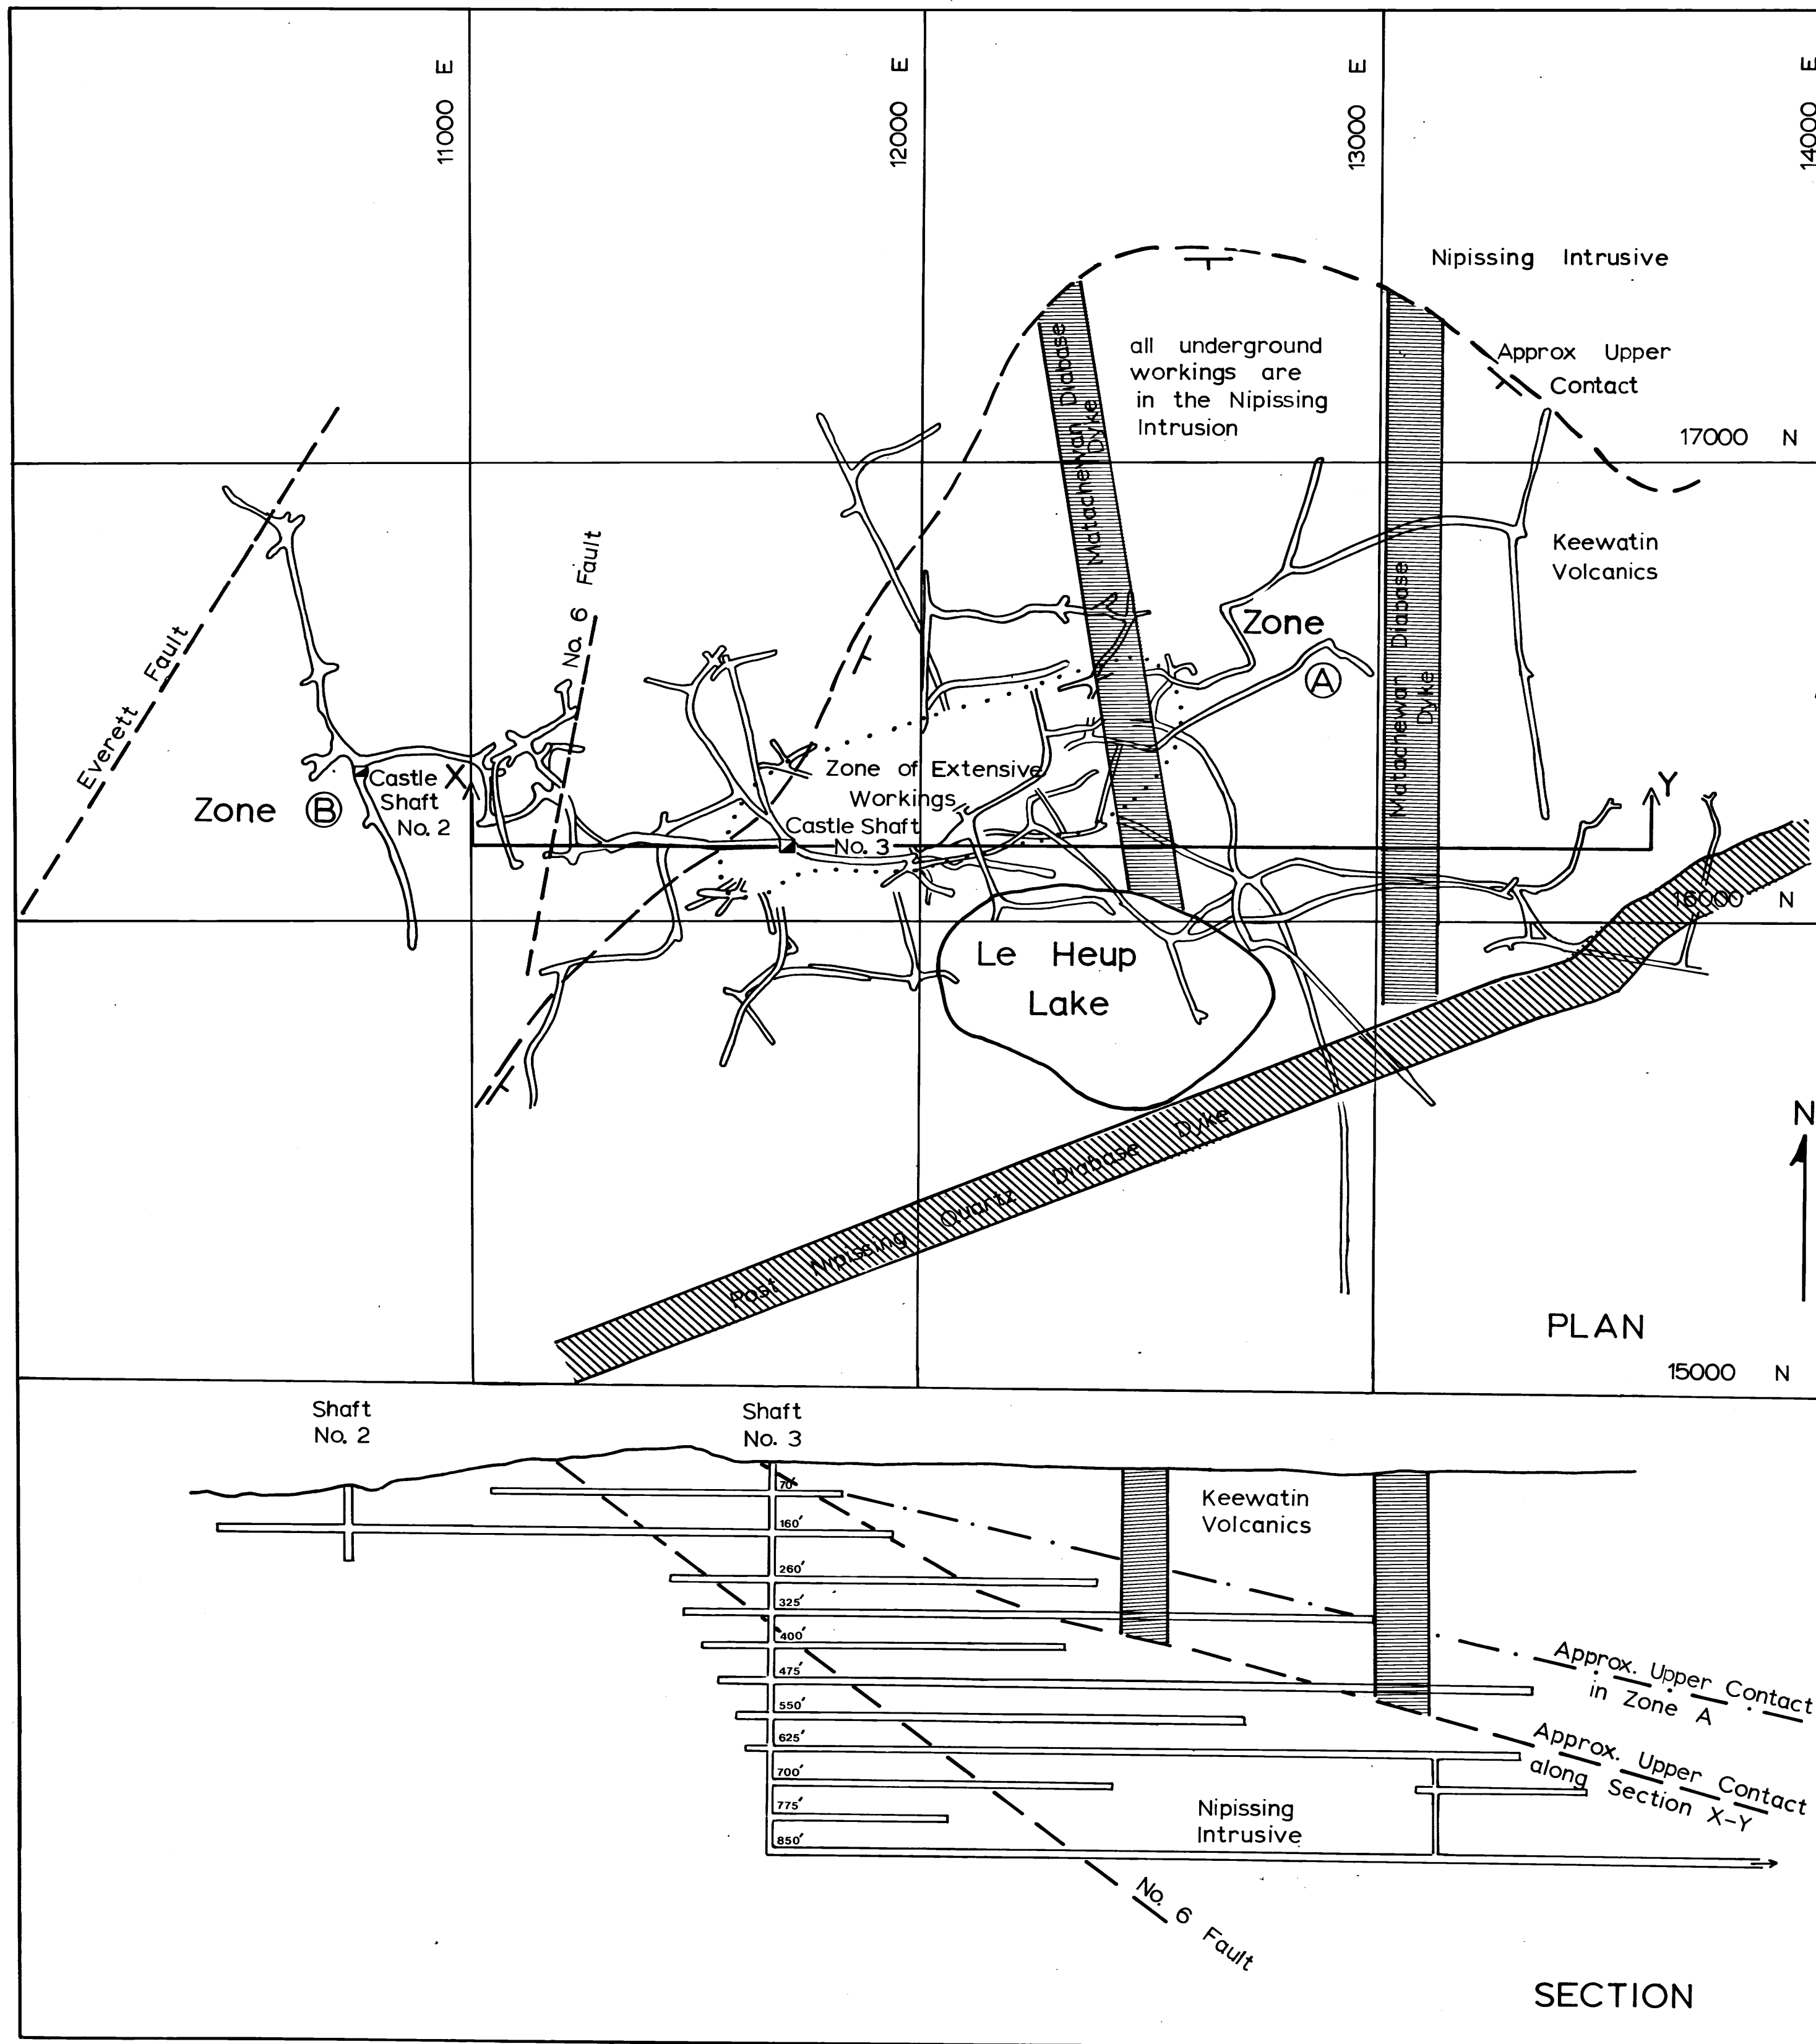 11000 E
12000 E
13000 E
14000 E
Nipissing Intrusive
all underground
workings are
in the Nipissing
Intrusion
Approx Upper
Contact
17000 N
Matachewan Diabase
Dyke
Keewatin
Volcanics
No. 6 Fault
Everett Fault
Zone
A
Matachewan Diabase
Dyke
Zone B
Castle
Shaft
No. 2
X
Zone of Extensive
Workings
Castle Shaft
No. 3
Y
16000 N
Le Heup
Lake
Post Nipissing Quartz Diabase Dyke
N
PLAN
15000 N
Shaft
No. 2
Shaft
No. 3
70'
160'
260'
325'
400'
475'
550'
625'
700'
775'
850'
Keewatin
Volcanics
Approx. Upper Contact
in Zone A
Approx. Upper Contact
along Section X-Y
Nipissing
Intrusive
No. 6 Fault
SECTION